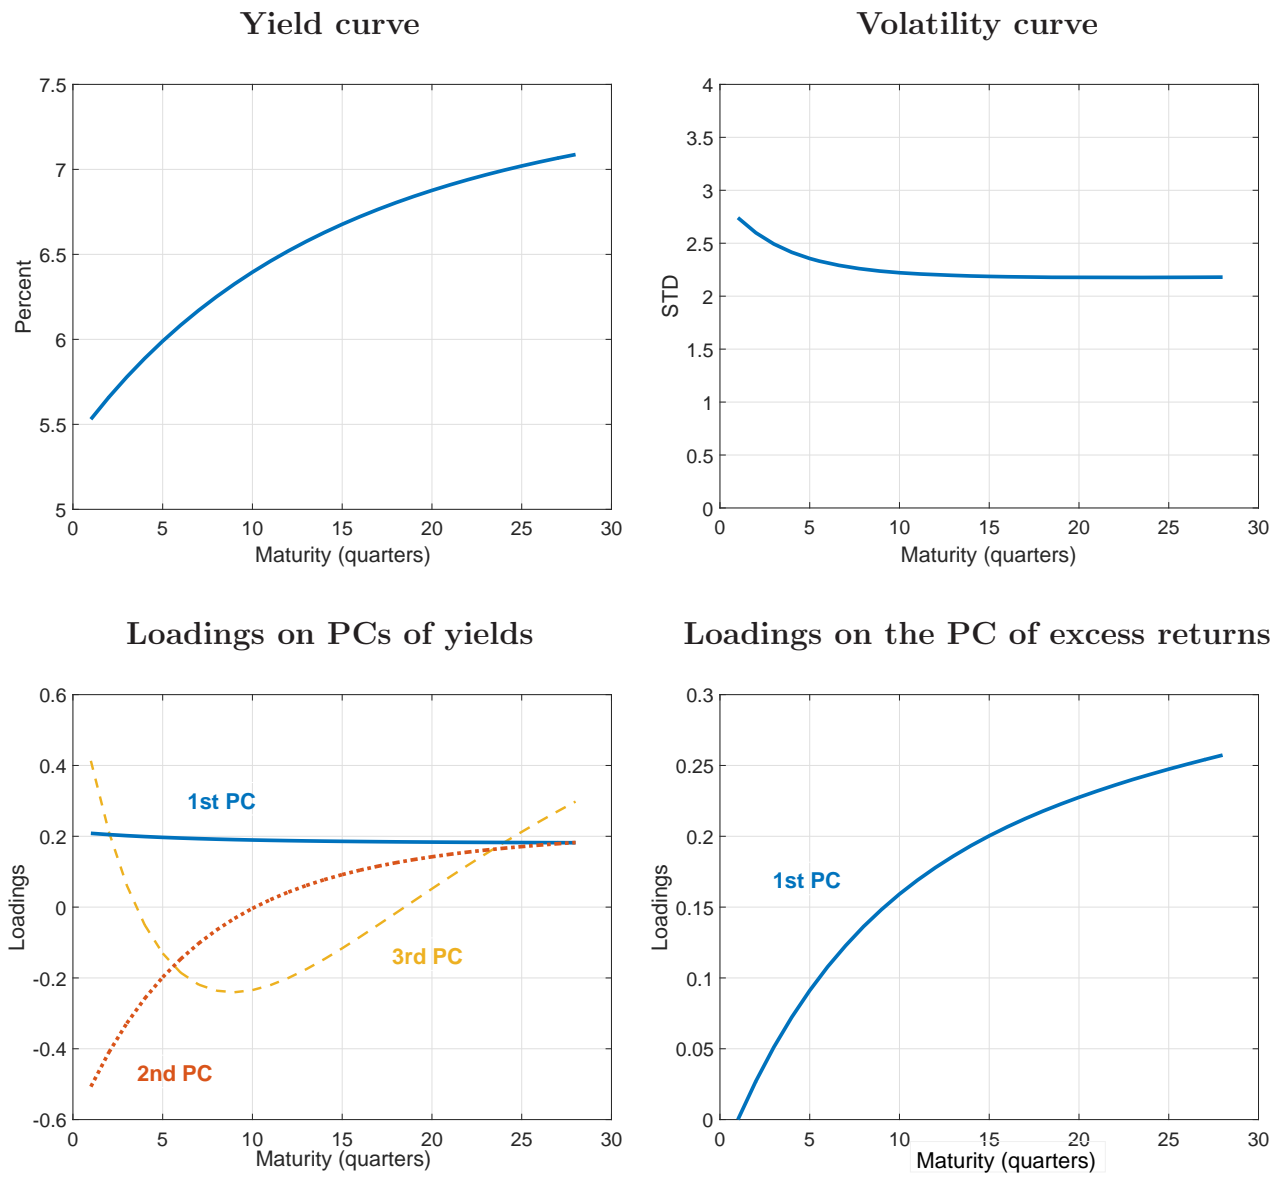 Yield curve
7.5
7
6.5
6
5.5
5
Percent
0 5 10 15 20 25 30
Maturity (quarters)
Volatility curve
4
3.5
3
2.5
2
1.5
1
0.5
0
STD
0 5 10 15 20 25 30
Maturity (quarters)
Loadings on PCs of yields
0.6
0.4
0.2
0
-0.2
-0.4
-0.6
Loadings
1st PC
3rd PC
2nd PC
0 5 10 15 20 25 30
Maturity (quarters)
Loadings on the PC of excess returns
0.3
0.25
0.2
0.15
0.1
0.05
0
Loadings
1st PC
0 5 10 15 20 25 30
Maturity (quarters)